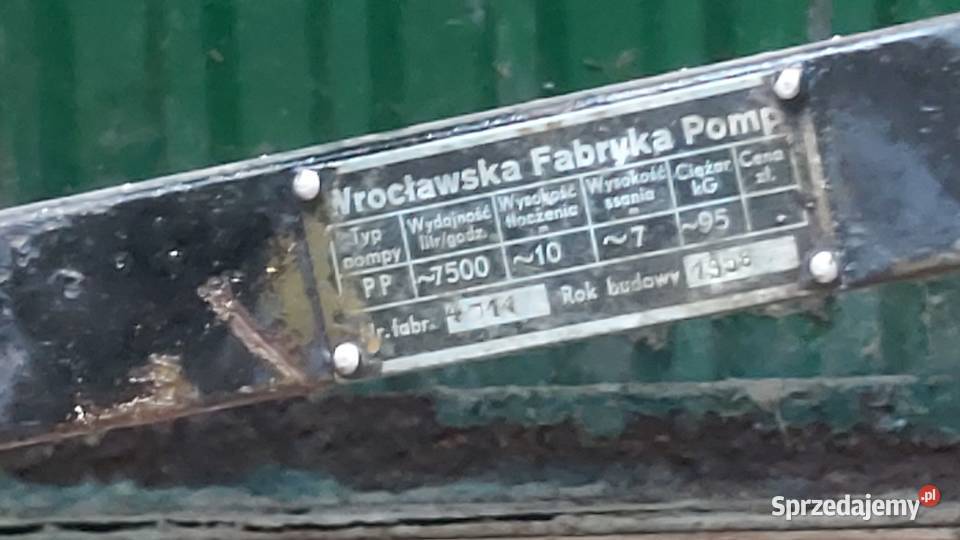 Wrocławska Fabryka Pomp
Typ pompy Wydajność litr/godz. Wysokość tłoczenia m Wysokość ssania m Ciężar kG Cena zł.
PP ~7500 ~10 ~7 ~95
Nr. fabr. Rok budowy 1958
Sprzedajemy.pl